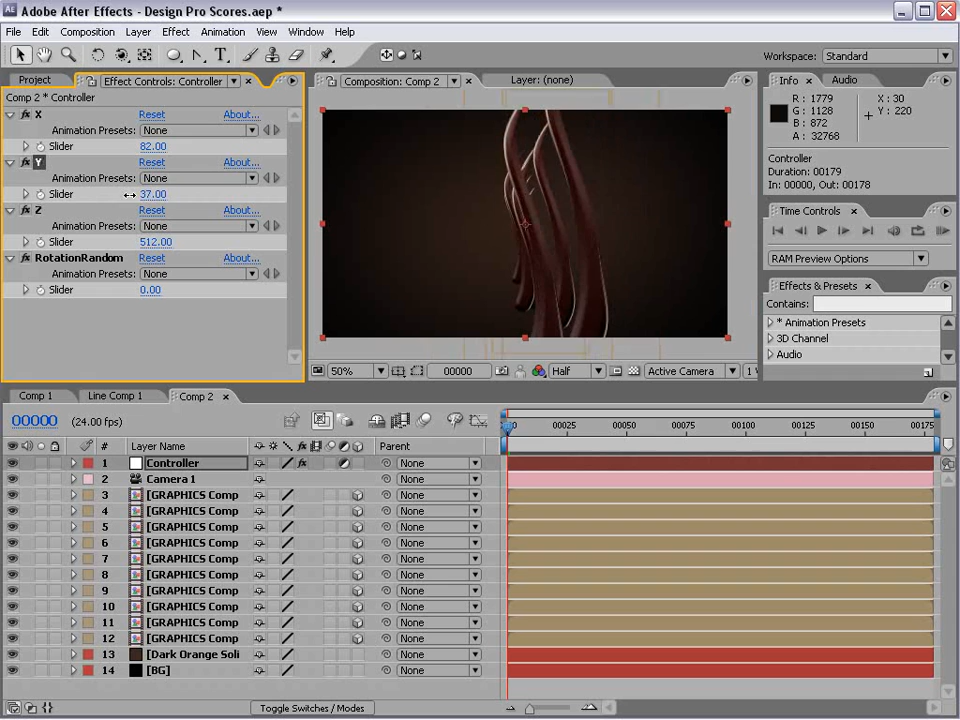 Adobe After Effects - Design Pro Scores.aep *
File Edit Composition Layer Effect Animation View Window Help
Workspace: Standard
Project
Effect Controls: Controller
Comp 2 * Controller
fx X Reset About...
Animation Presets: None
Slider 82.00
fx Y Reset About...
Animation Presets: None
Slider 37.00
fx Z Reset About...
Animation Presets: None
Slider 512.00
fx RotationRandom Reset About...
Animation Presets: None
Slider 0.00
Composition: Comp 2
Layer: (none)
50% 00000 Half Active Camera 1
Info Audio
R : 1779
G : 1128
B : 872
A : 32768
X : 30
Y : 220
Controller
Duration: 00179
In: 00000, Out: 00178
Time Controls
RAM Preview Options
Effects & Presets
Contains:
* Animation Presets
3D Channel
Audio
Comp 1 Line Comp 1 Comp 2
00000 (24.00 fps)
# Layer Name Parent
00025 00050 00075 00100 00125 00150 00175
1 Controller None
2 Camera 1 None
3 [GRAPHICS Comp None
4 [GRAPHICS Comp None
5 [GRAPHICS Comp None
6 [GRAPHICS Comp None
7 [GRAPHICS Comp None
8 [GRAPHICS Comp None
9 [GRAPHICS Comp None
10 [GRAPHICS Comp None
11 [GRAPHICS Comp None
12 [GRAPHICS Comp None
13 [Dark Orange Soli None
14 [BG] None
Toggle Switches / Modes